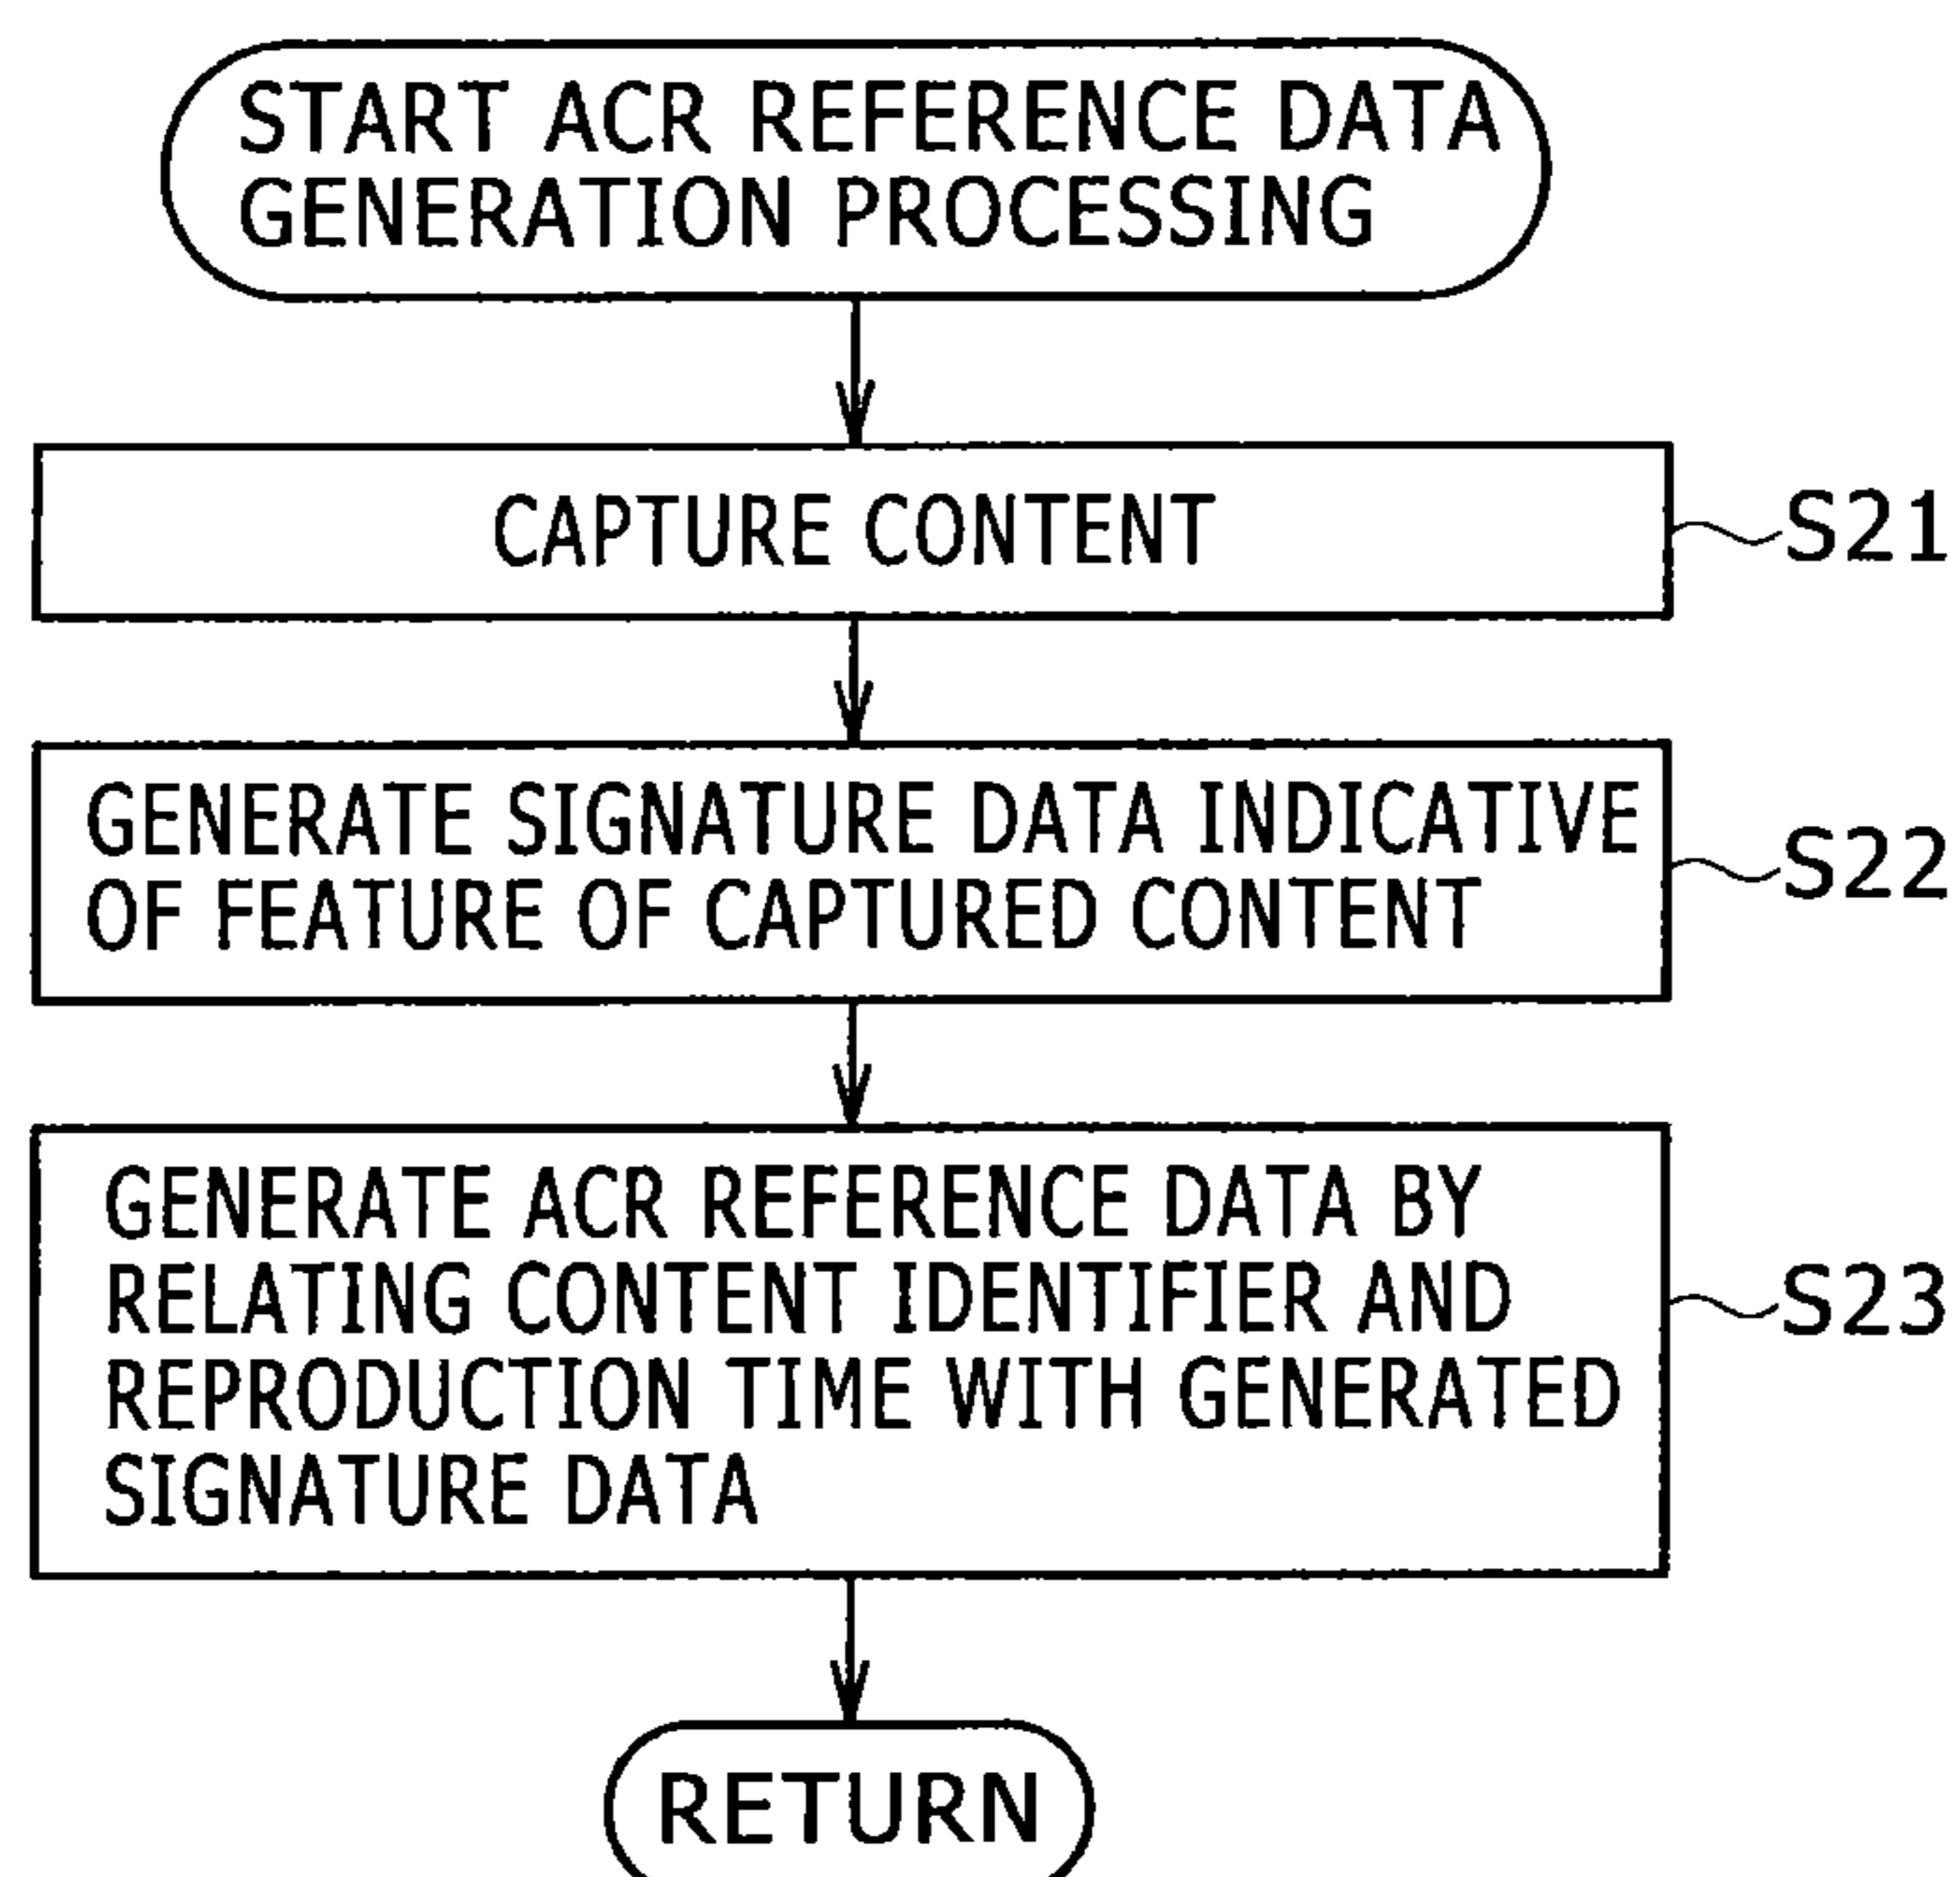 START ACR REFERENCE DATA
GENERATION PROCESSING
CAPTURE CONTENT
S21
GENERATE SIGNATURE DATA INDICATIVE
OF FEATURE OF CAPTURED CONTENT
S22
GENERATE ACR REFERENCE DATA BY
RELATING CONTENT IDENTIFIER AND
REPRODUCTION TIME WITH GENERATED
SIGNATURE DATA
S23
RETURN